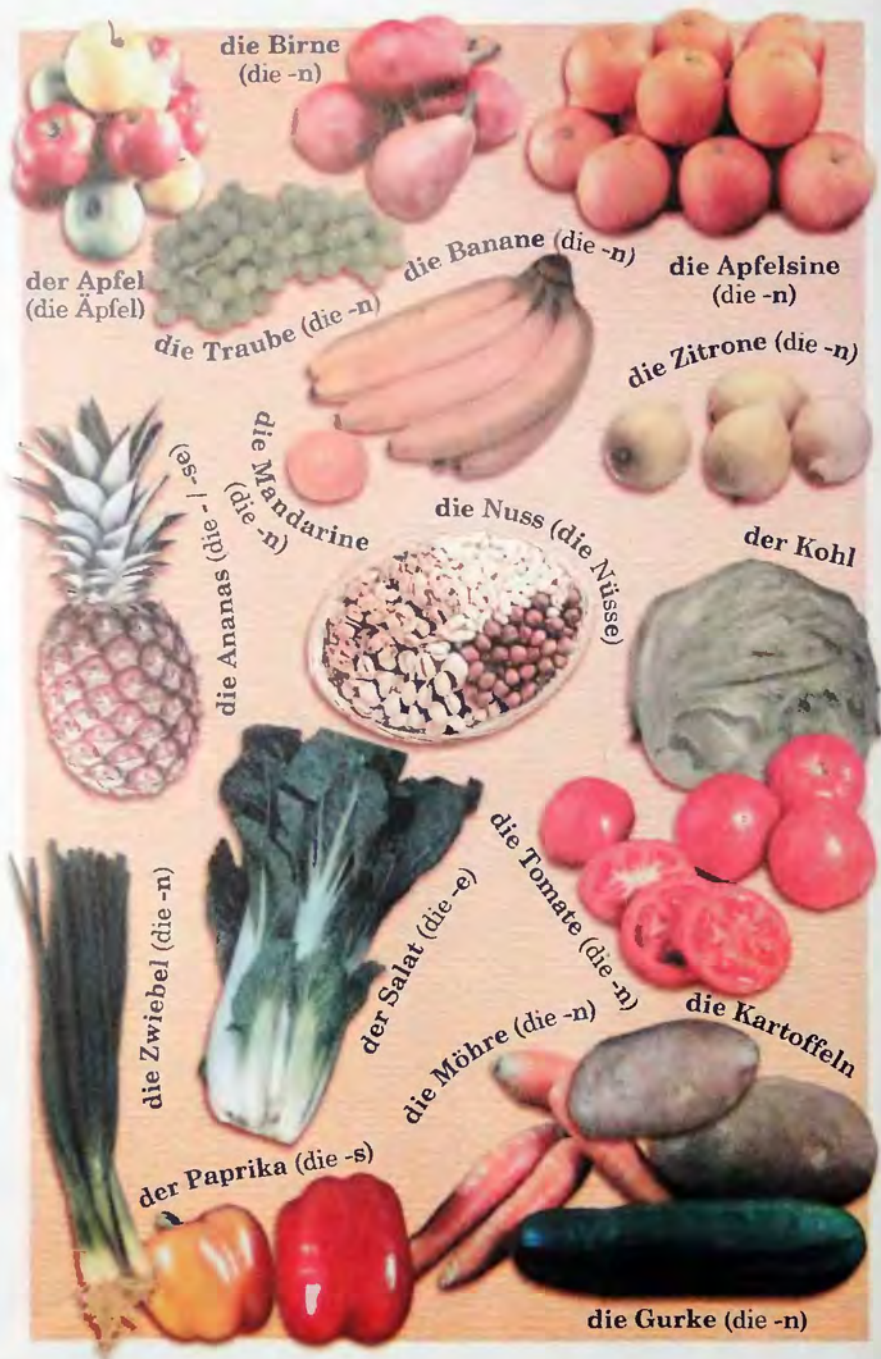 die Birne
(die -n)
der Apfel
(die Äpfel)
die Traube (die -n)
die Banane (die -n)
die Apfelsine
(die -n)
die Zitrone (die -n)
die Mandarine
(die -n)
die Ananas (die - / -se)
die Nuss (die Nüsse)
der Kohl
die Zwiebel (die -n)
der Salat (die -e)
die Tomate (die -n)
die Möhre (die -n)
die Kartoffeln
der Paprika (die -s)
die Gurke (die -n)